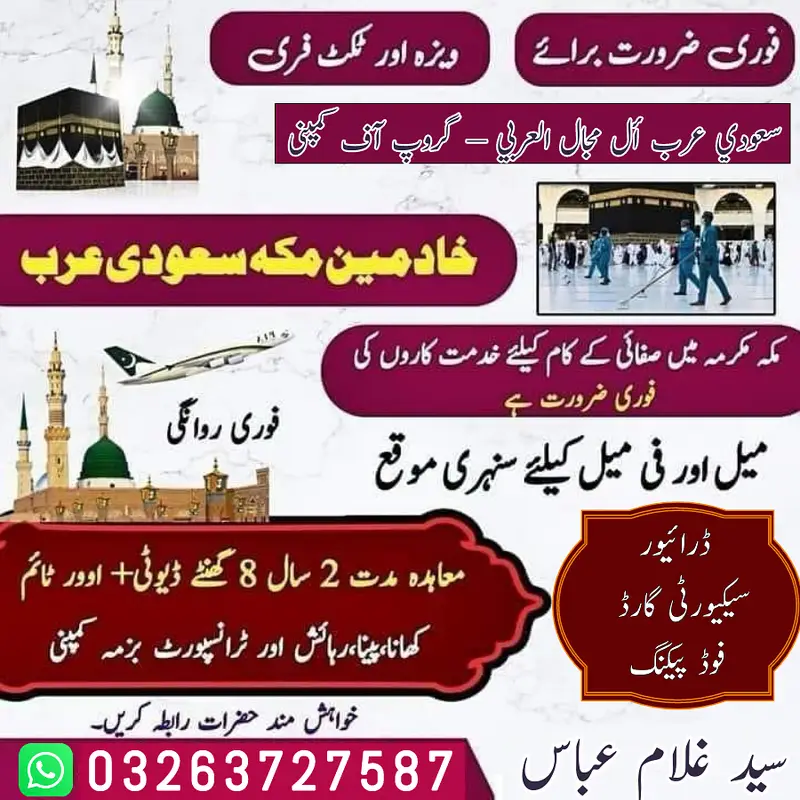 فوری ضرورت برائے
ویزہ اور ٹکٹ فری
سعودي عرب أل مجال العربي – گروپ آف کمپنی
خادمین مکہ سعودی عرب
مکہ مکرمہ میں صفائی کے کام کیلئے خدمت کاروں کی
فوری ضرورت ہے
فوری روانگی
میل اور فی میل کیلئے سنہری موقع
معاہدہ مدت 2 سال 8 گھنٹے ڈیوٹی+ اوور ٹائم
کھانا،پینا،رہائش اور ٹرانسپورٹ بزمہ کمپنی
ڈرائیور
سیکیورٹی گارڈ
فوڈ پیکنگ
خواہش مند حضرات رابطہ کریں۔
03263727587
سید غلام عباس